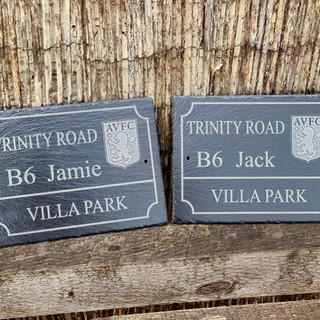 TRINITY ROAD
AVFC
B6 Jamie
VILLA PARK
TRINITY ROAD
AVFC
B6 Jack
VILLA PARK